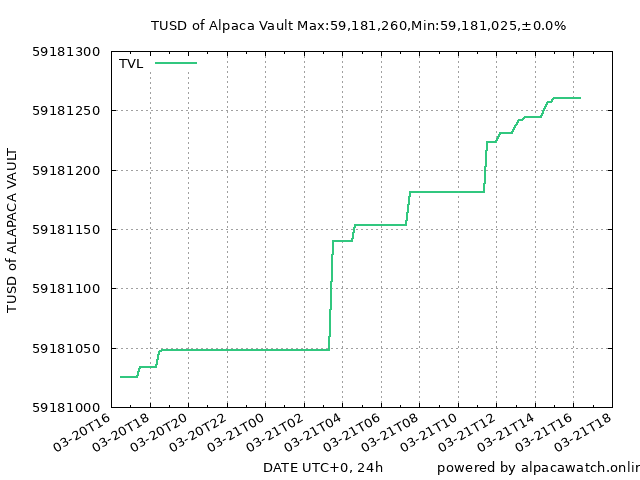 TUSD of Alpaca Vault Max:59,181,260,Min:59,181,025,±0.0%
TVL
59181300
59181250
59181200
59181150
59181100
59181050
59181000
TUSD of ALAPACA VAULT
03-20T16
03-20T18
03-20T20
03-20T22
03-21T00
03-21T02
03-21T04
03-21T06
03-21T08
03-21T10
03-21T12
03-21T14
03-21T16
03-21T18
DATE UTC+0, 24h
powered by alpacawatch.onlin